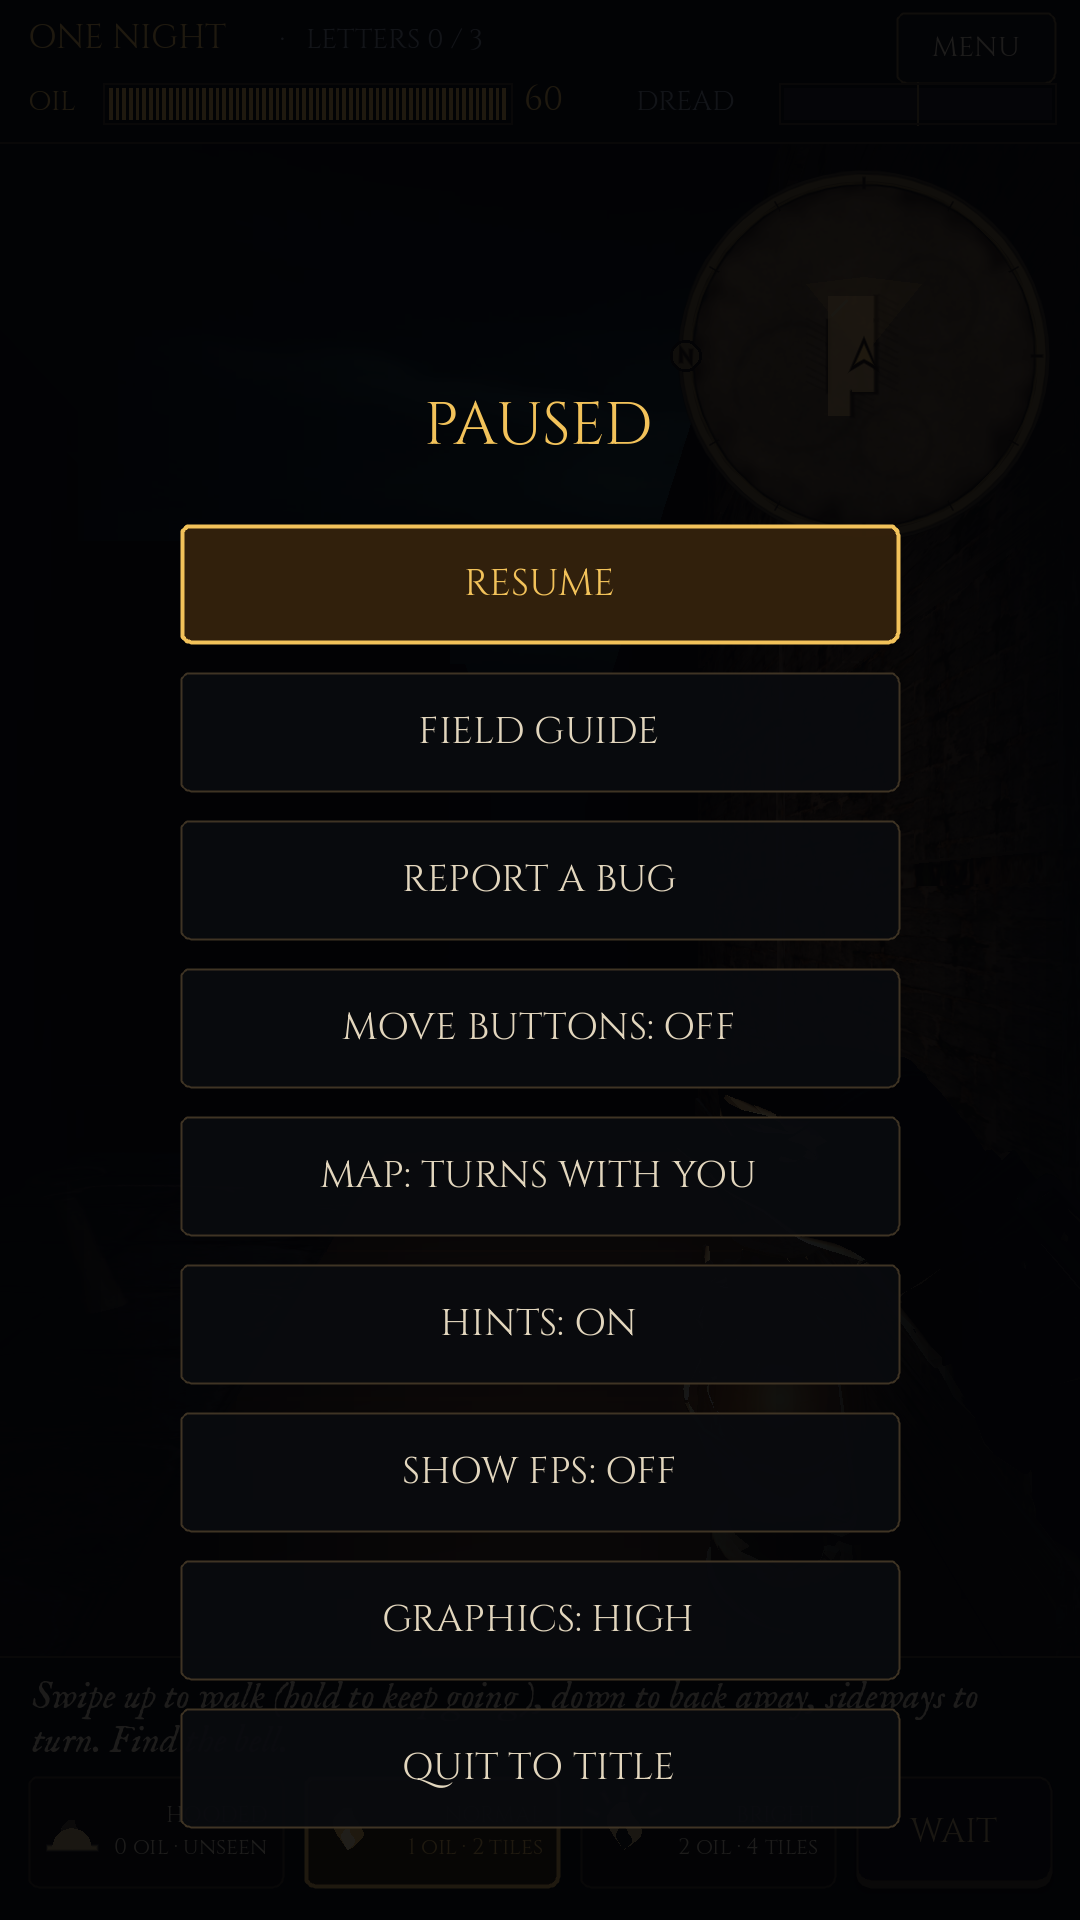 ONE NIGHT · LETTERS 0 / 3
MENU
OIL 60 DREAD
N
PAUSED
RESUME
FIELD GUIDE
REPORT A BUG
MOVE BUTTONS: OFF
MAP: TURNS WITH YOU
HINTS: ON
SHOW FPS: OFF
GRAPHICS: HIGH
Swipe up to walk (hold to keep going), down to back away, sideways to
turn. Find
QUIT TO TITLE
0 OIL · UNSEEN
1 OIL · 2 TILES
2 OIL · 4 TILES
WAIT